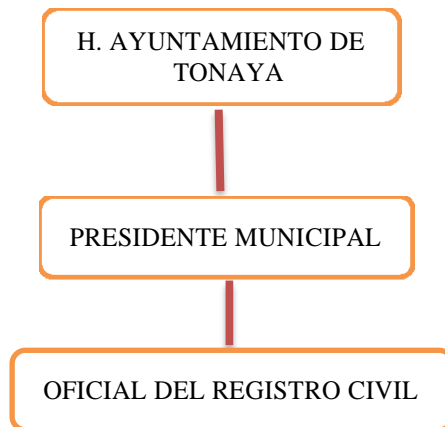 H. AYUNTAMIENTO DE
TONAYA
PRESIDENTE MUNICIPAL
OFICIAL DEL REGISTRO CIVIL